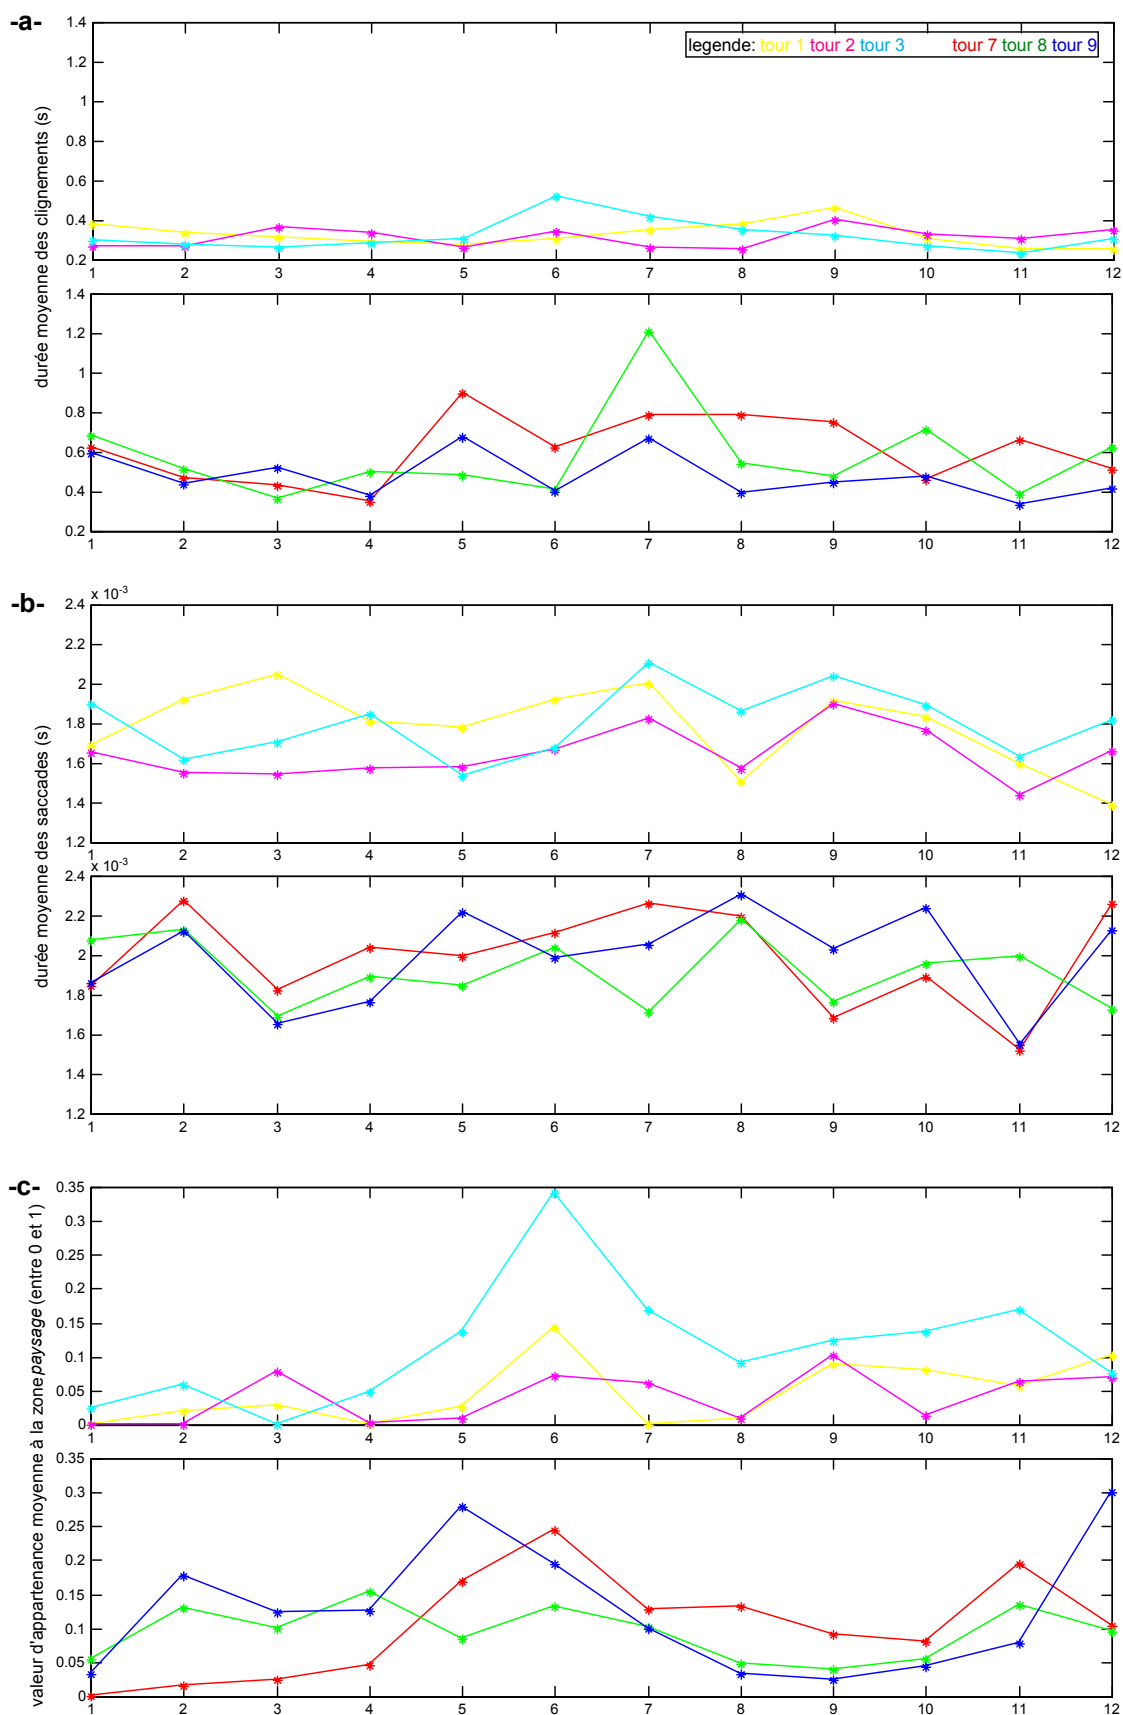 -a-
durée moyenne des clignements (s)
legende: tour 1 tour 2 tour 3 tour 7 tour 8 tour 9
1.4
1.2
1
0.8
0.6
0.4
0.2
1 2 3 4 5 6 7 8 9 10 11 12
1.4
1.2
1
0.8
0.6
0.4
0.2
1 2 3 4 5 6 7 8 9 10 11 12
-b-
durée moyenne des saccades (s)
x 10-3
2.4
2.2
2
1.8
1.6
1.4
1.2
1 2 3 4 5 6 7 8 9 10 11 12
x 10-3
2.4
2.2
2
1.8
1.6
1.4
1.2
1 2 3 4 5 6 7 8 9 10 11 12
-c-
valeur d'appartenance moyenne à la zone paysage (entre 0 et 1)
0.35
0.3
0.25
0.2
0.15
0.1
0.05
0
1 2 3 4 5 6 7 8 9 10 11 12
0.35
0.3
0.25
0.2
0.15
0.1
0.05
0
1 2 3 4 5 6 7 8 9 10 11 12